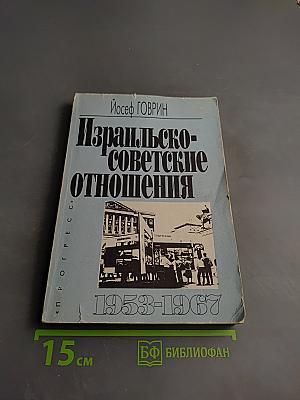 Йосеф ГОВРИН
Израильско-
советские
отношения
«ПРОГРЕСС»
1953-1967
15 см
БФ БИБЛИОФАН